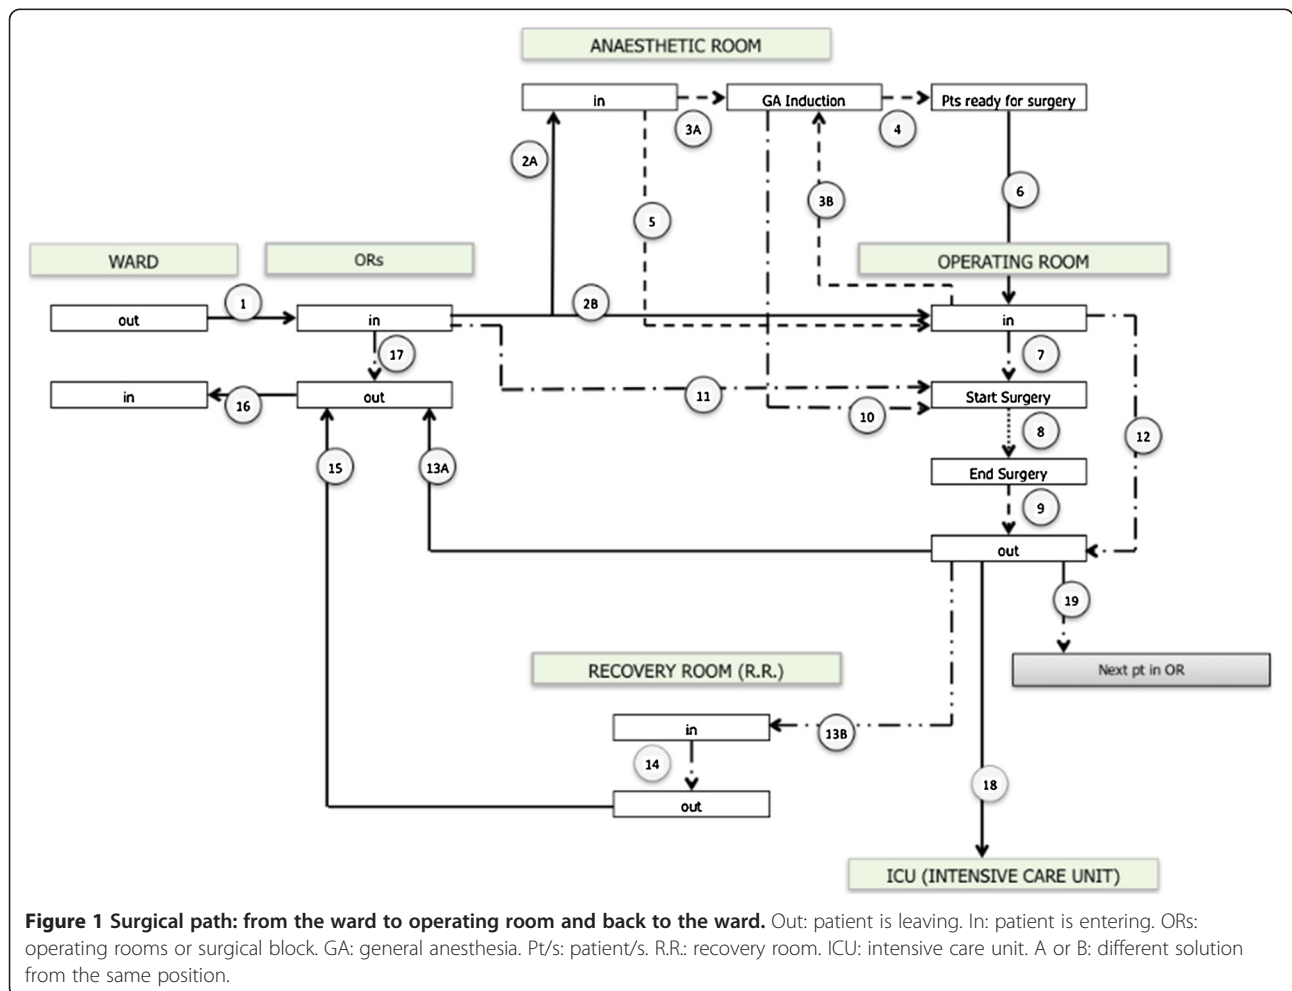 ANAESTHETIC ROOM
in
3A
GA Induction
4
Pts ready for surgery
2A
5
3B
6
WARD
ORs
OPERATING ROOM
out
1
in
2B
in
17
7
in
16
out
11
10
Start Surgery
8
12
15
13A
End Surgery
9
out
19
RECOVERY ROOM (R.R.)
Next pt in OR
in
13B
14
out
18
ICU (INTENSIVE CARE UNIT)
Figure 1 Surgical path: from the ward to operating room and back to the ward. Out: patient is leaving. In: patient is entering. ORs:
operating rooms or surgical block. GA: general anesthesia. Pt/s: patient/s. R.R.: recovery room. ICU: intensive care unit. A or B: different solution
from the same position.